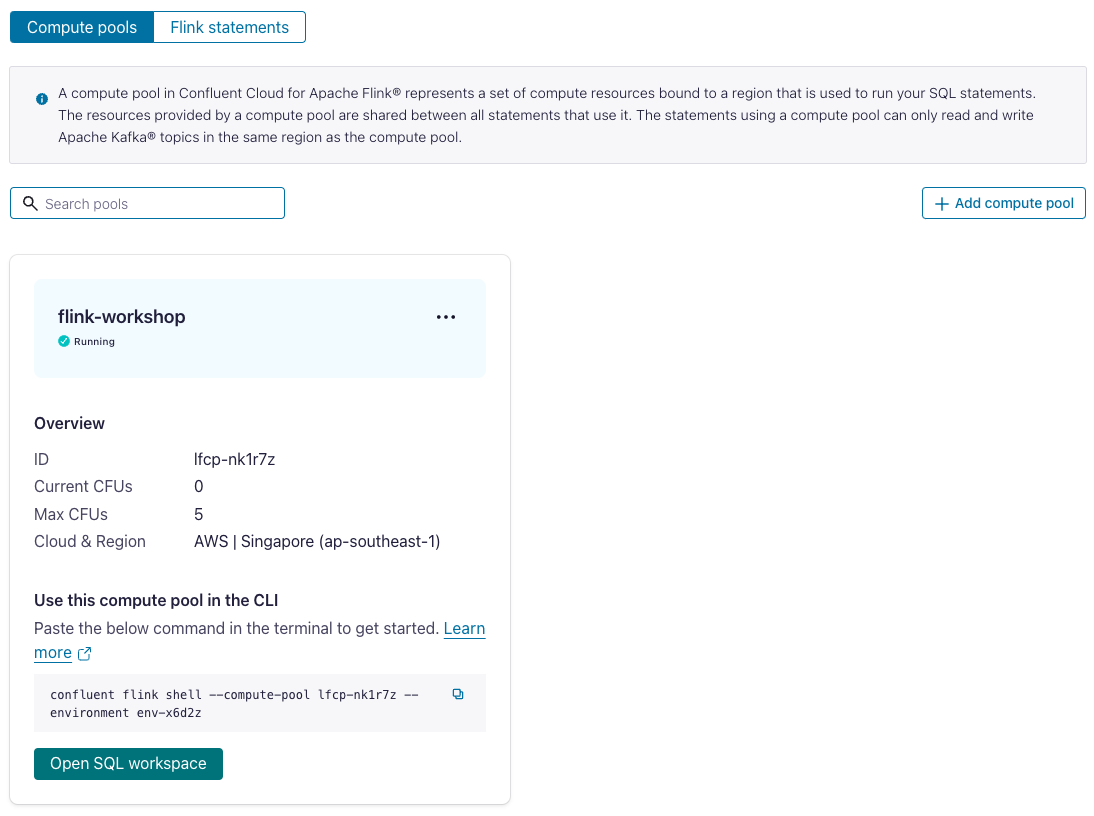 Compute pools
Flink statements
A compute pool in Confluent Cloud for Apache Flink® represents a set of compute resources bound to a region that is used to run your SQL statements.
The resources provided by a compute pool are shared between all statements that use it. The statements using a compute pool can only read and write
Apache Kafka® topics in the same region as the compute pool.
Search pools
Add compute pool
flink-workshop
Running
Overview
ID lfcp-nk1r7z
Current CFUs 0
Max CFUs 5
Cloud & Region AWS | Singapore (ap-southeast-1)
Use this compute pool in the CLI
Paste the below command in the terminal to get started. Learn
more
confluent flink shell --compute-pool lfcp-nk1r7z --
environment env-x6d2z
Open SQL workspace